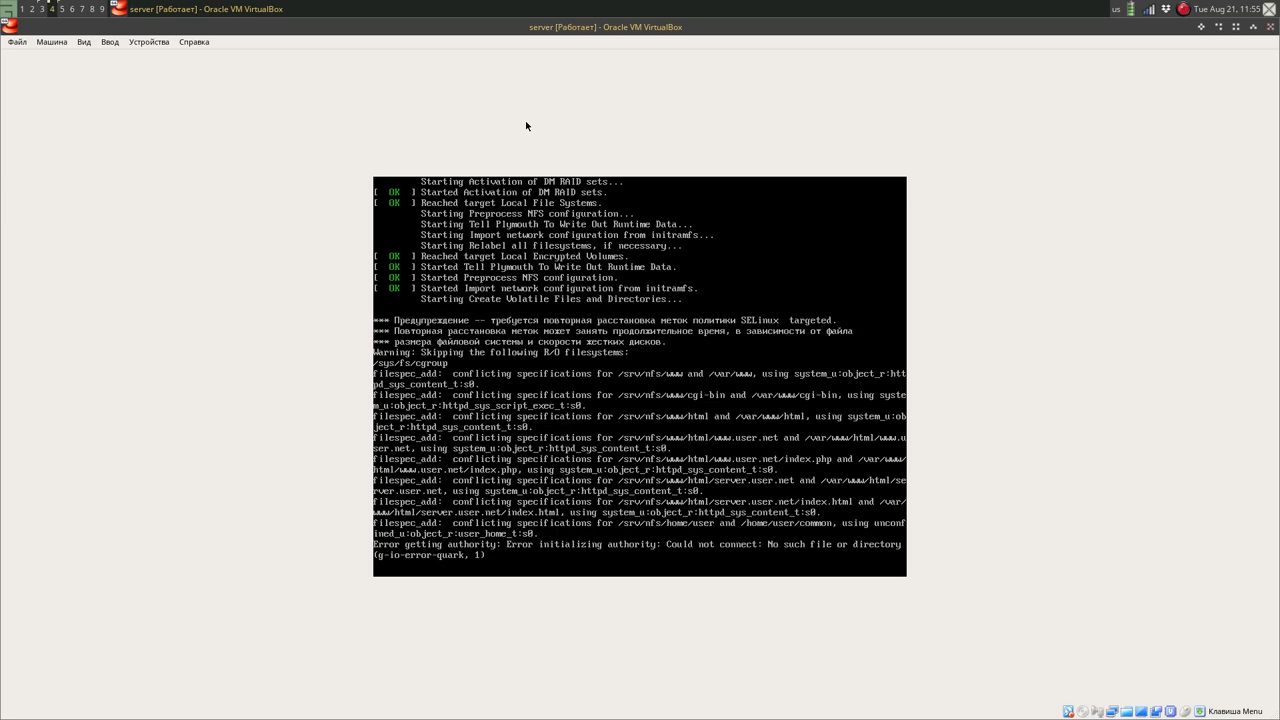 1 2 3 4 5 6 7 8 9 server [Работает] - Oracle VM VirtualBox us Tue Aug 21, 11:55
server [Работает] - Oracle VM VirtualBox
Файл Машина Вид Ввод Устройства Справка
Starting Activation of DM RAID sets...
[ OK ] Started Activation of DM RAID sets.
[ OK ] Reached target Local File Systems.
Starting Preprocess NFS configuration...
Starting Tell Plymouth To Write Out Runtime Data...
Starting Import network configuration from initramfs...
Starting Relabel all filesystems, if necessary...
[ OK ] Reached target Local Encrypted Volumes.
[ OK ] Started Tell Plymouth To Write Out Runtime Data.
[ OK ] Started Preprocess NFS configuration.
[ OK ] Started Import network configuration from initramfs.
Starting Create Volatile Files and Directories...
*** Предупреждение -- требуется повторная расстановка меток политики SELinux targeted.
*** Повторная расстановка меток может занять продолжительное время, в зависимости от файла
*** размера файловой системы и скорости жестких дисков.
Warning: Skipping the following R/O filesystems:
/sys/fs/cgroup
filespec_add: conflicting specifications for /srv/nfs/www and /var/www, using system_u:object_r:htt
pd_sys_content_t:s0.
filespec_add: conflicting specifications for /srv/nfs/www/cgi-bin and /var/www/cgi-bin, using syste
m_u:object_r:httpd_sys_script_exec_t:s0.
filespec_add: conflicting specifications for /srv/nfs/www/html and /var/www/html, using system_u:ob
ject_r:httpd_sys_content_t:s0.
filespec_add: conflicting specifications for /srv/nfs/www/html/www.user.net and /var/www/html/www.u
ser.net, using system_u:object_r:httpd_sys_content_t:s0.
filespec_add: conflicting specifications for /srv/nfs/www/html/www.user.net/index.php and /var/www/
html/www.user.net/index.php, using system_u:object_r:httpd_sys_content_t:s0.
filespec_add: conflicting specifications for /srv/nfs/www/html/server.user.net and /var/www/html/se
rver.user.net, using system_u:object_r:httpd_sys_content_t:s0.
filespec_add: conflicting specifications for /srv/nfs/www/html/server.user.net/index.html and /var/
www/html/server.user.net/index.html, using system_u:object_r:httpd_sys_content_t:s0.
filespec_add: conflicting specifications for /srv/nfs/home/user and /home/user/common, using unconf
ined_u:object_r:user_home_t:s0.
Error getting authority: Error initializing authority: Could not connect: No such file or directory
(g-io-error-quark, 1)
Клавиша Menu